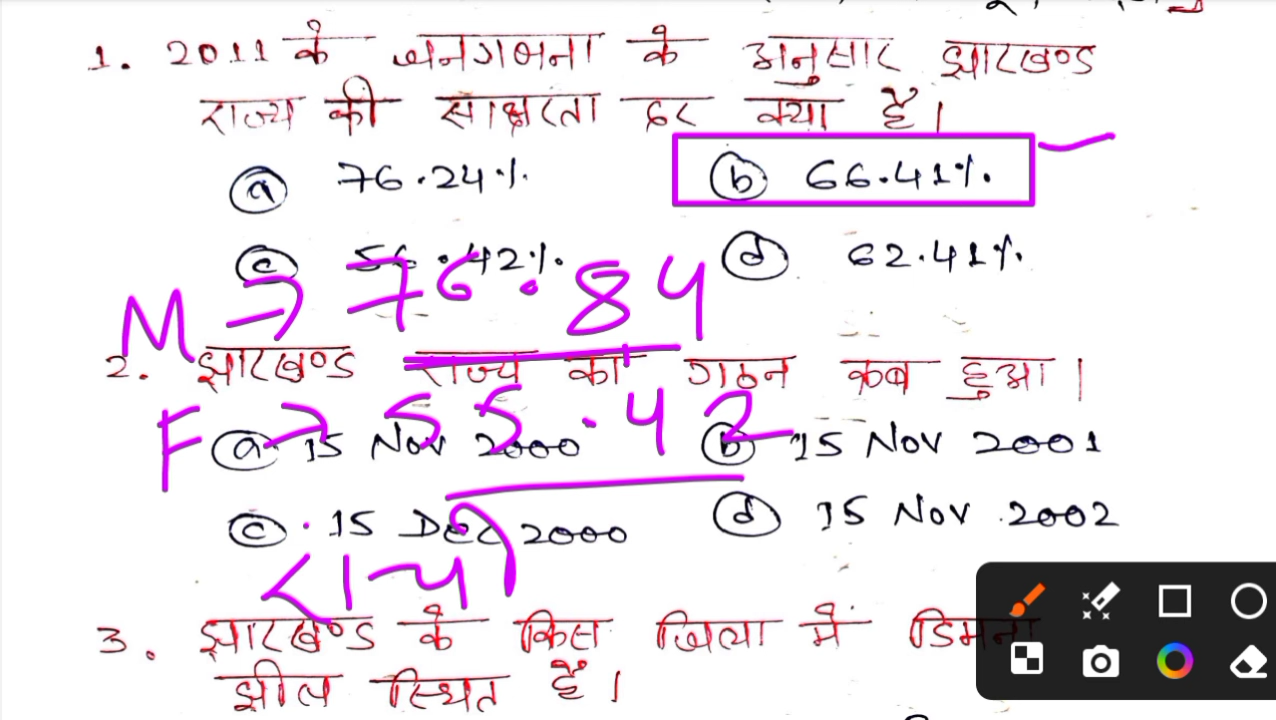 1. 2011 के जनगणना के अनुसार झारखण्ड
राज्य की साक्षरता दर क्या है।
(a) 76.24%
(b) 66.41%
(c) 56.42%
(d) 62.41%
M → 76.84
2. झारखण्ड राज्य का गठन कब हुआ।
F → 55.42
(a) 15 Nov 2000
(b) 15 Nov 2001
(c) 15 Dec 2000
(d) 15 Nov 2002
3. झारखण्ड के किस जिला में डिमना
झील स्थित है।